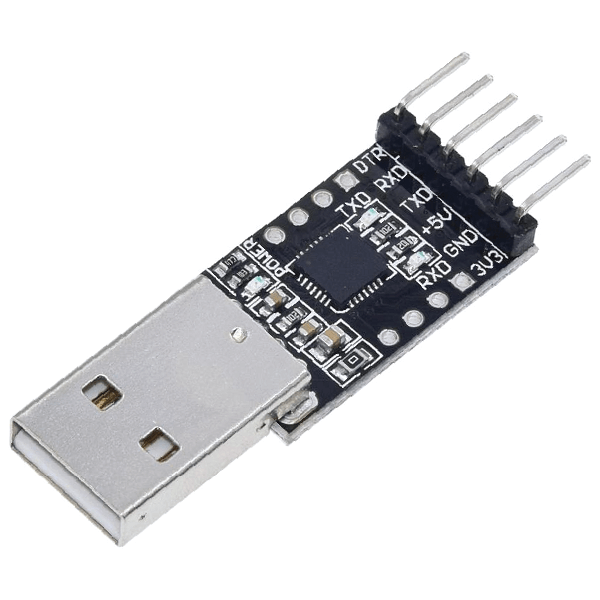 DTR
RXD
TXD
+5V
GND
3V3
TXD
RXD
POWER